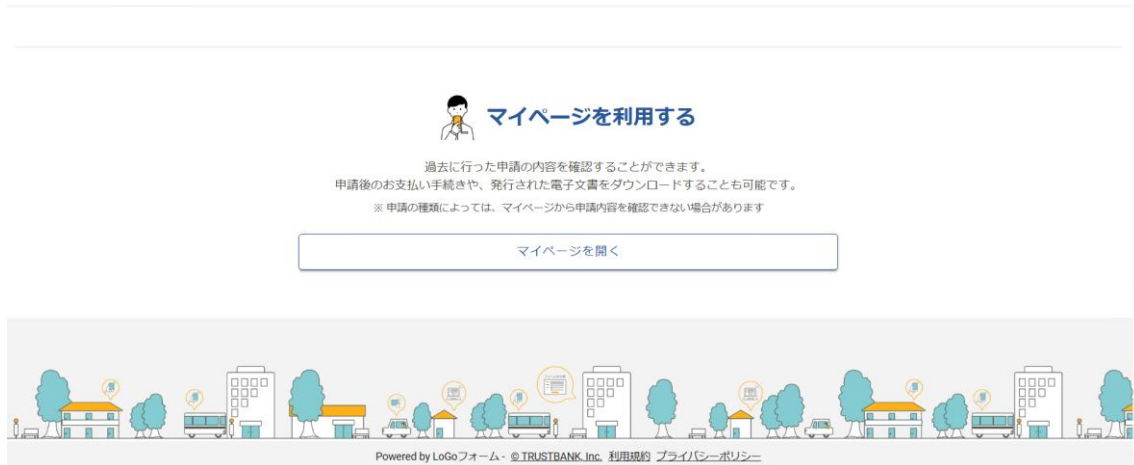 マイページを利用する
過去に行った申請の内容を確認することができます。
申請後のお支払い手続きや、発行された電子文書をダウンロードすることも可能です。
※ 申請の種類によっては、マイページから申請内容を確認できない場合があります
マイページを開く
Powered by LoGoフォーム - © TRUSTBANK, Inc. 利用規約 プライバシーポリシー